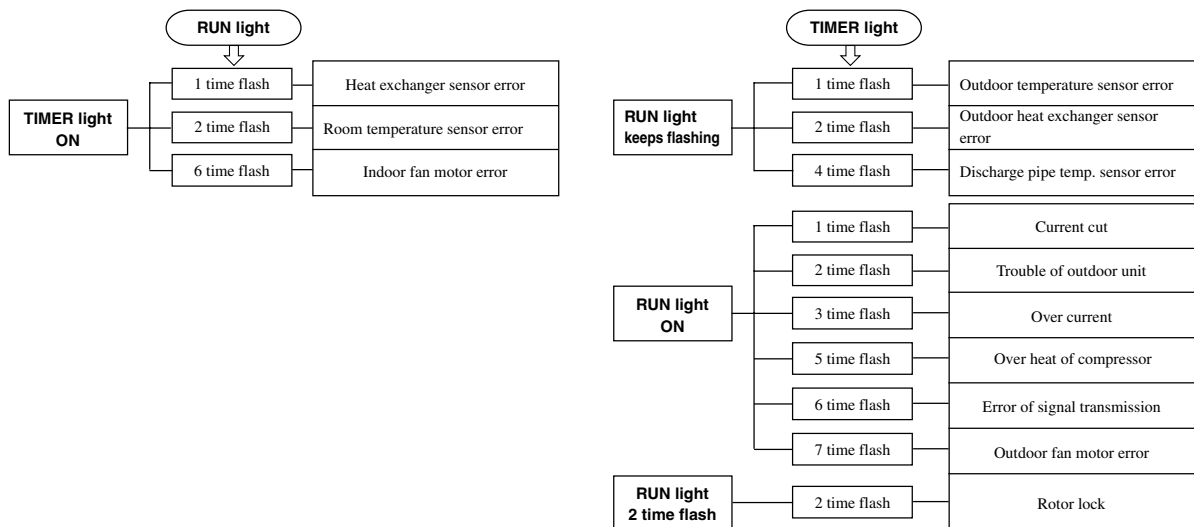 RUN light
1 time flash
Heat exchanger sensor error
TIMER light
ON
2 time flash
Room temperature sensor error
6 time flash
Indoor fan motor error
TIMER light
1 time flash
Outdoor temperature sensor error
RUN light
keeps flashing
2 time flash
Outdoor heat exchanger sensor
error
4 time flash
Discharge pipe temp. sensor error
1 time flash
Current cut
2 time flash
Trouble of outdoor unit
RUN light
ON
3 time flash
Over current
5 time flash
Over heat of compressor
6 time flash
Error of signal transmission
7 time flash
Outdoor fan motor error
RUN light
2 time flash
2 time flash
Rotor lock